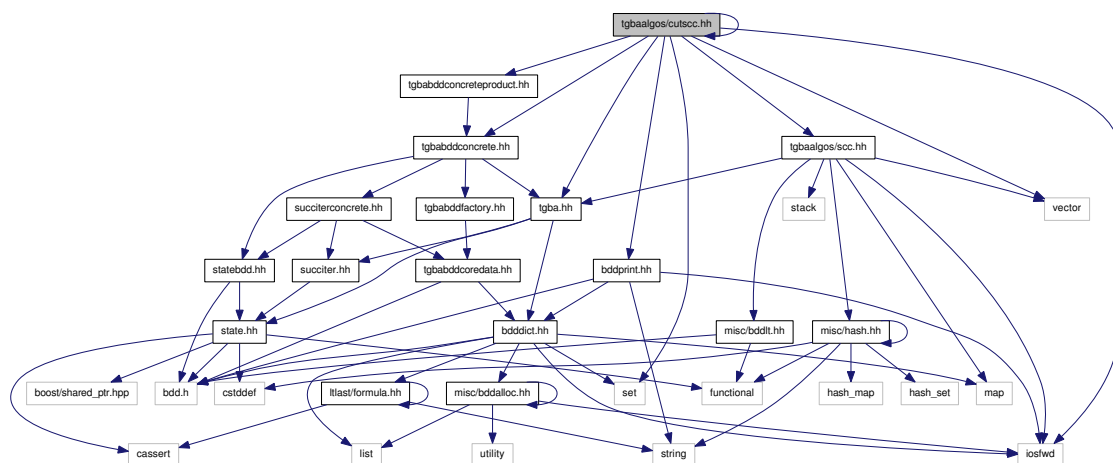 tgbaalgos/cutscc.hh
tgbabddconcreteproduct.hh
tgbabddconcrete.hh
tgbaalgos/scc.hh
succiterconcrete.hh
tgbabddfactory.hh
tgba.hh
stack
vector
statebdd.hh
succiter.hh
tgbabddcoredata.hh
bddprint.hh
state.hh
bdddict.hh
misc/bddlt.hh
misc/hash.hh
boost/shared_ptr.hpp
bdd.h
cstddef
ltlast/formula.hh
misc/bddalloc.hh
set
functional
hash_map
hash_set
map
cassert
list
utility
string
iosfwd